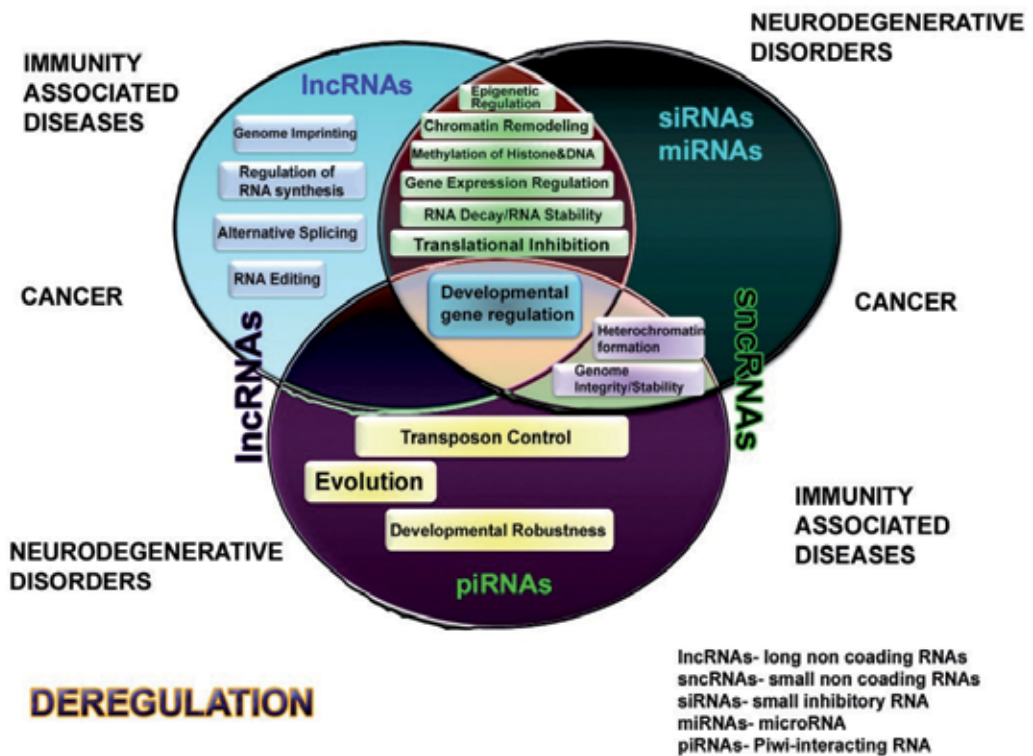 NEURODEGENERATIVE
DISORDERS
IMMUNITY
ASSOCIATED
DISEASES
lncRNAs
Genome Imprinting
Regulation of
RNA synthesis
Alternative Splicing
RNA Editing
Epigenetic
Regulation
Chromatin Remodeling
Methylation of Histone&DNA
Gene Expression Regulation
RNA Decay/RNA Stability
Translational Inhibition
siRNAs
miRNAs
CANCER
CANCER
lncRNAs
sncRNAs
Developmental
gene regulation
Heterochromatin
formation
Genome
Integrity/Stability
Transposon Control
Evolution
Developmental Robustness
piRNAs
IMMUNITY
ASSOCIATED
DISEASES
NEURODEGENERATIVE
DISORDERS
DEREGULATION
lncRNAs- long non coading RNAs
sncRNAs- small non coading RNAs
siRNAs- small inhibitory RNA
miRNAs- microRNA
piRNAs- Piwi-interacting RNA